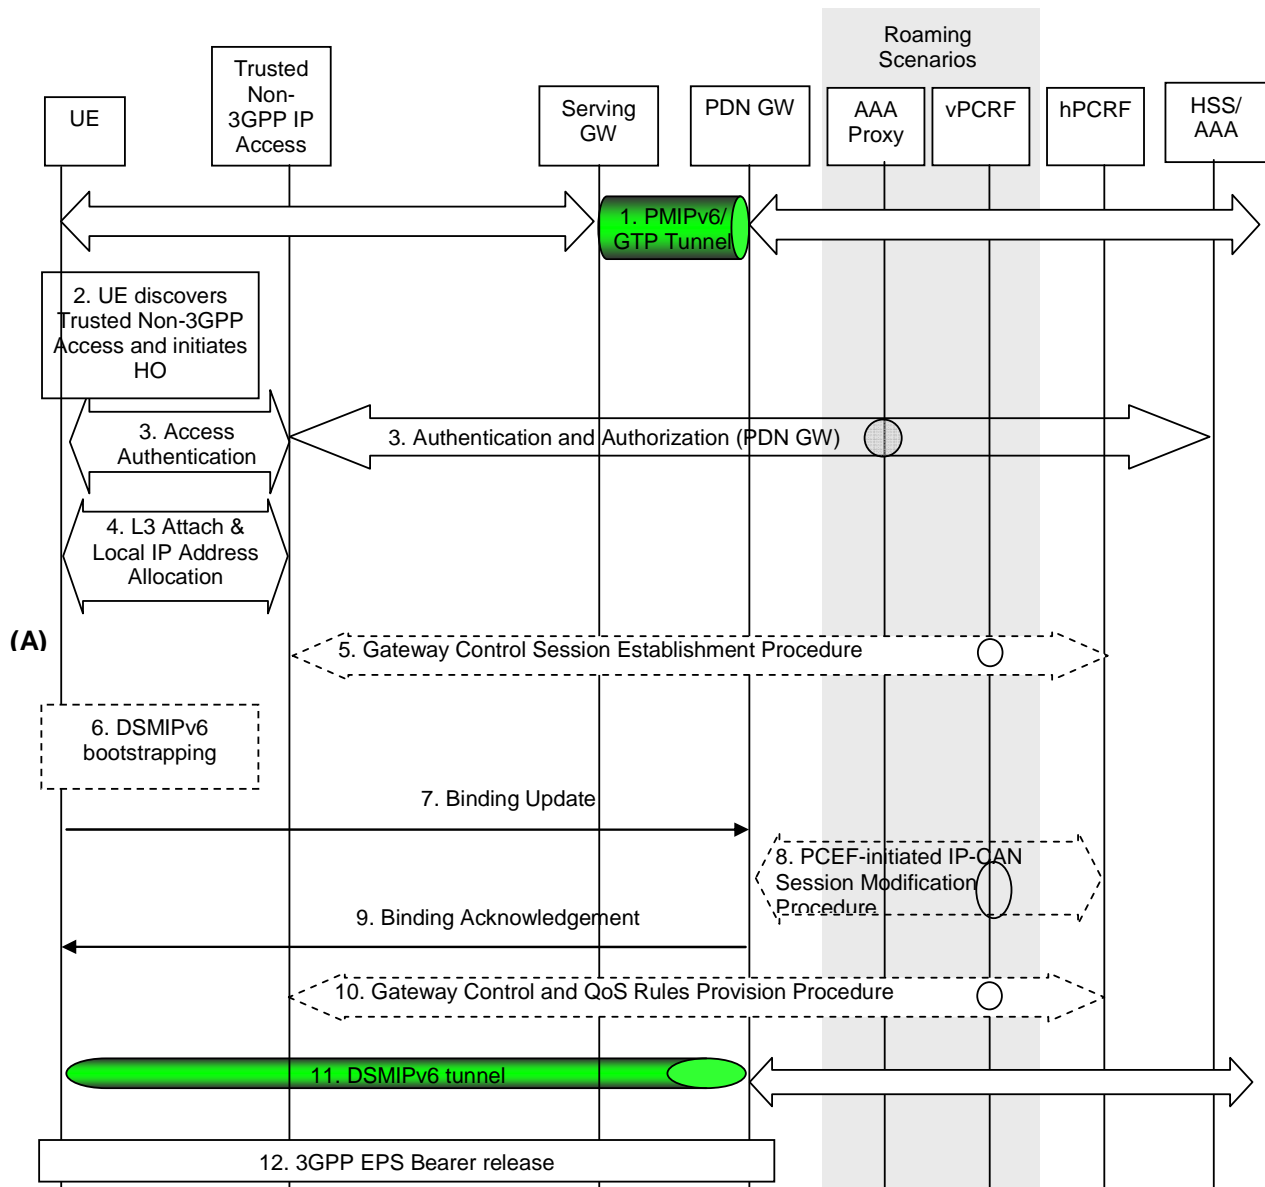 Roaming
Scenarios
UE
Trusted
Non-
3GPP IP
Access
Serving
GW
PDN GW
AAA
Proxy
vPCRF
hPCRF
HSS/
AAA
1. PMIPv6/
GTP Tunnel
2. UE discovers
Trusted Non-3GPP
Access and initiates
HO
3. Access
Authentication
3. Authentication and Authorization (PDN GW)
4. L3 Attach &
Local IP Address
Allocation
(A)
5. Gateway Control Session Establishment Procedure
6. DSMIPv6
bootstrapping
7. Binding Update
8. PCEF-initiated IP-CAN
Session Modification
Procedure
9. Binding Acknowledgement
10. Gateway Control and QoS Rules Provision Procedure
11. DSMIPv6 tunnel
12. 3GPP EPS Bearer release